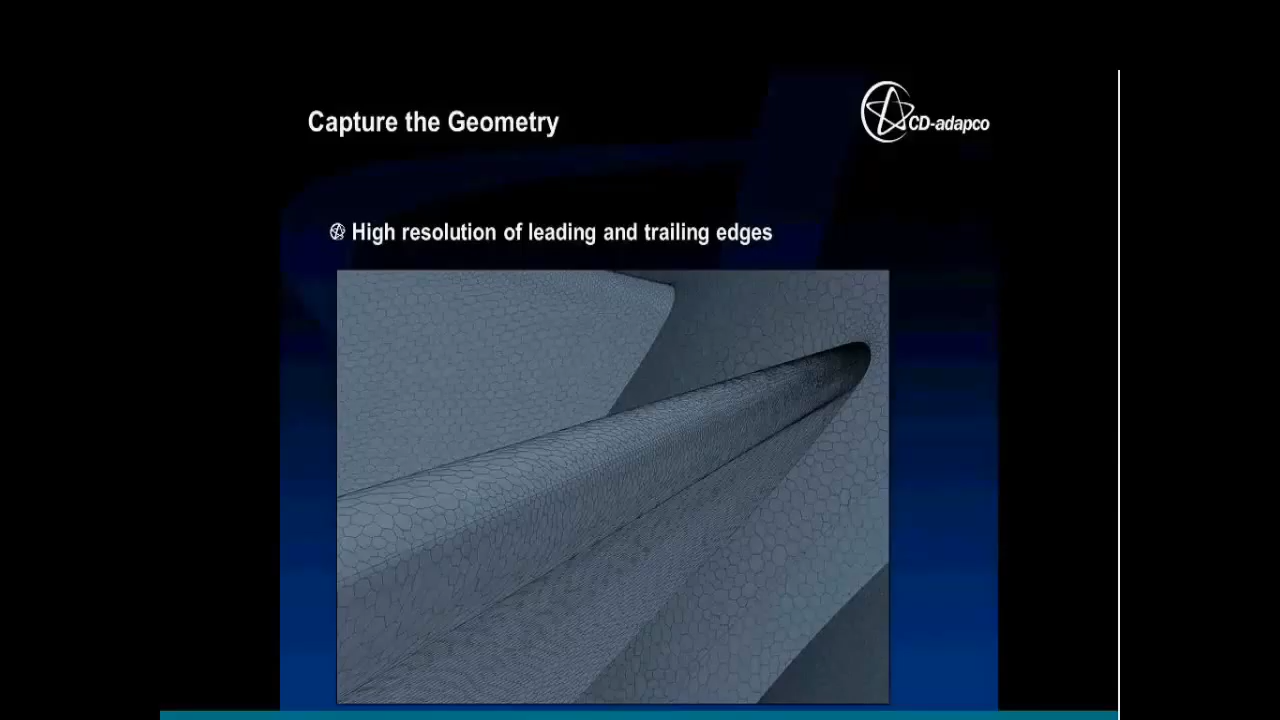 Capture the Geometry
CD-adapco
High resolution of leading and trailing edges